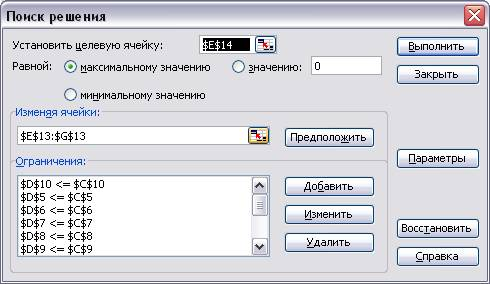 Поиск решения
Установить целевую ячейку: $E$14 Выполнить
Равной: максимальному значению значению: 0 Закрыть
минимальному значению
Изменяя ячейки:
$E$13:$G$13 Предположить
Ограничения: Параметры
$D$10 <= $C$10 Добавить
$D$5 <= $C$5
$D$6 <= $C$6 Изменить
$D$7 <= $C$7
$D$8 <= $C$8 Восстановить
$D$9 <= $C$9 Удалить
Справка